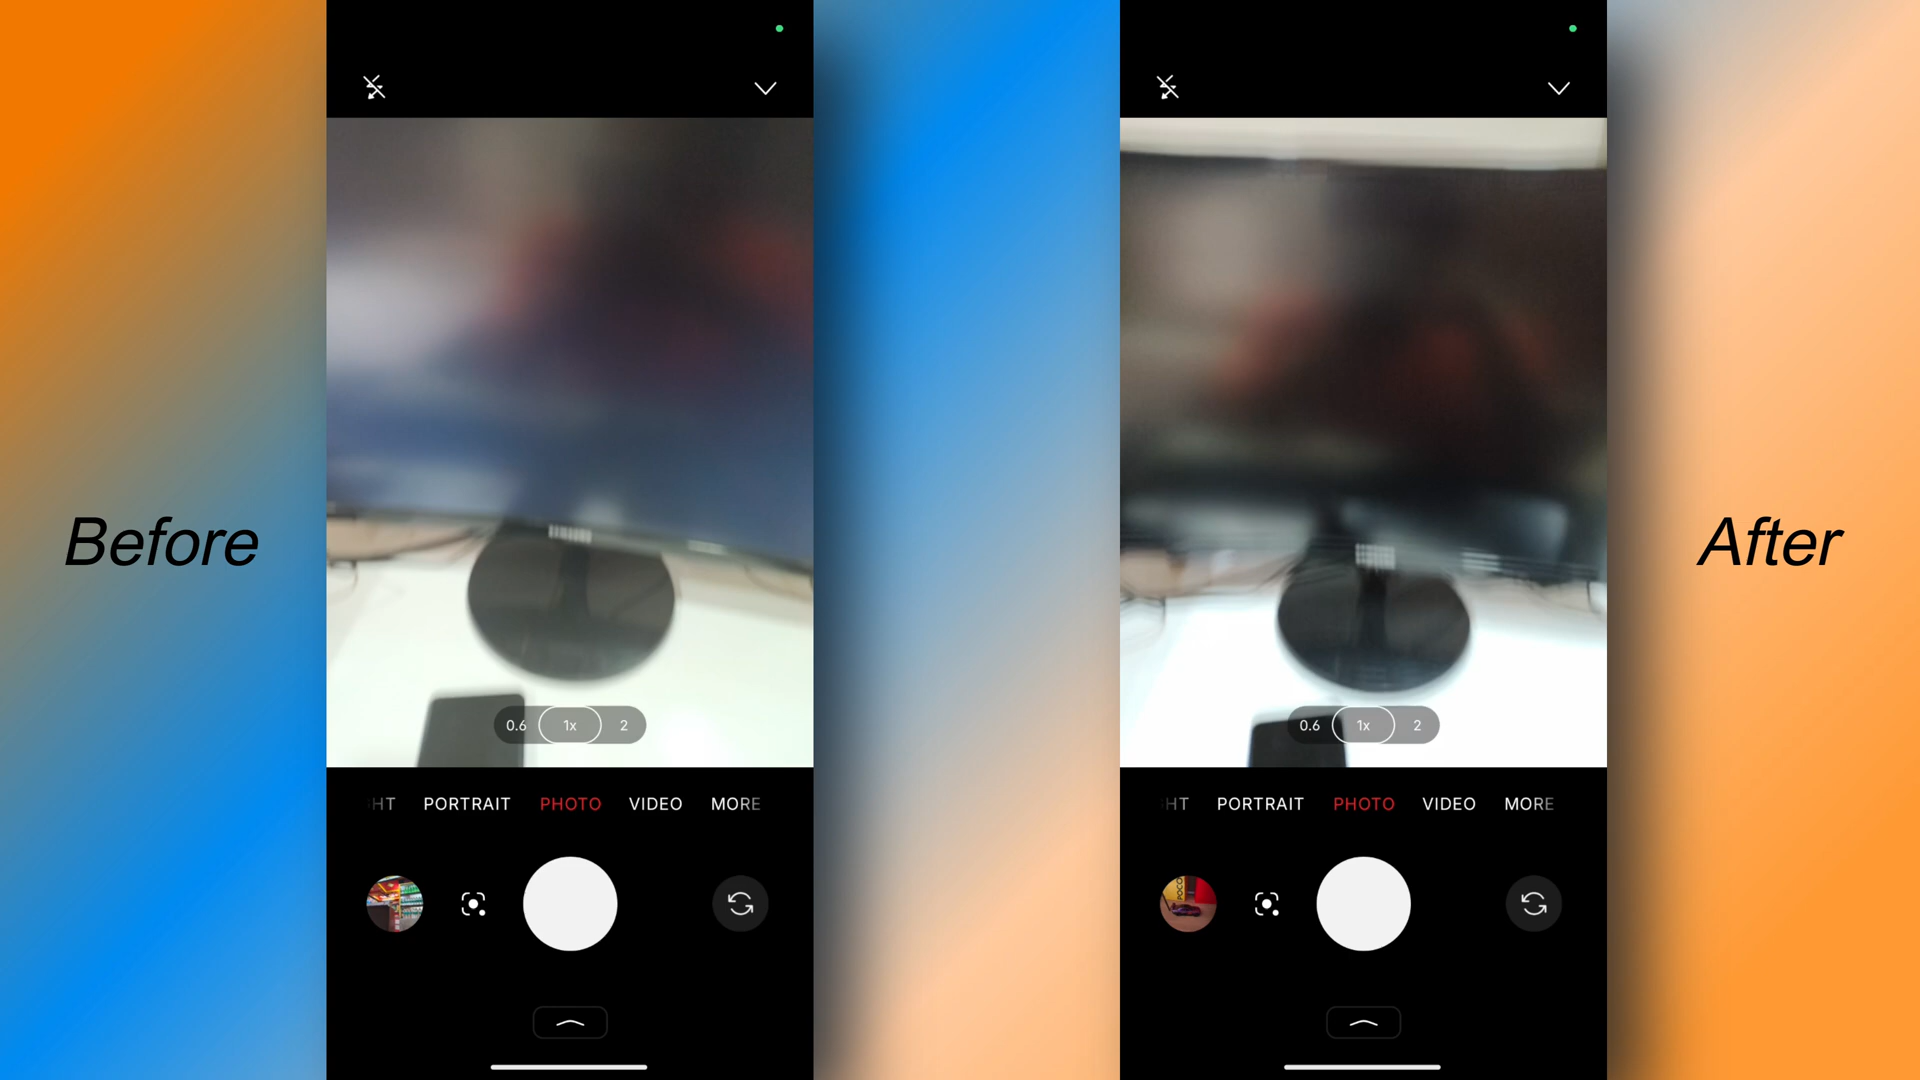 Before
0.6 1x 2
HT PORTRAIT PHOTO VIDEO MORE
After
0.6 1x 2
HT PORTRAIT PHOTO VIDEO MORE
POCO